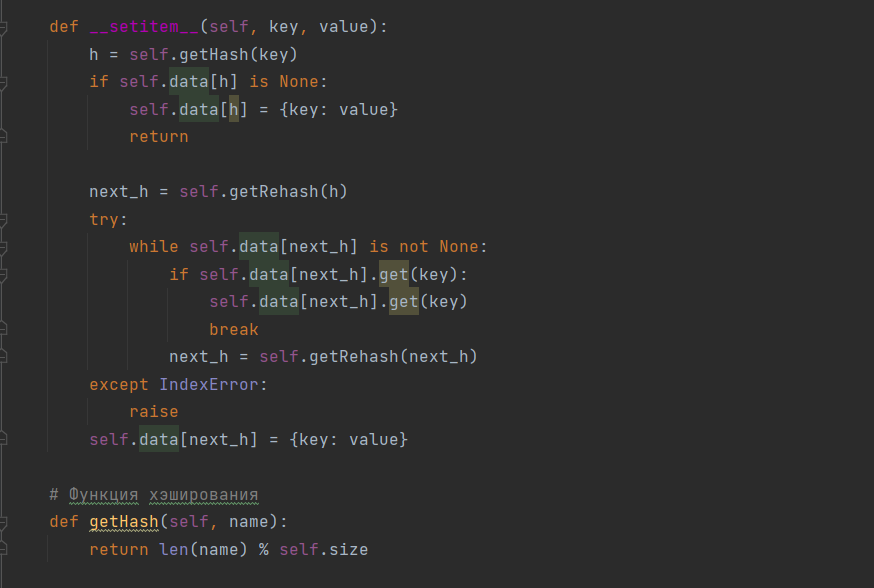 def __setitem__(self, key, value):
    h = self.getHash(key)
    if self.data[h] is None:
        self.data[h] = {key: value}
        return
    next_h = self.getRehash(h)
    try:
        while self.data[next_h] is not None:
            if self.data[next_h].get(key):
                self.data[next_h].get(key)
                break
            next_h = self.getRehash(next_h)
    except IndexError:
        raise
    self.data[next_h] = {key: value}
# Функция хэширования
def getHash(self, name):
    return len(name) % self.size